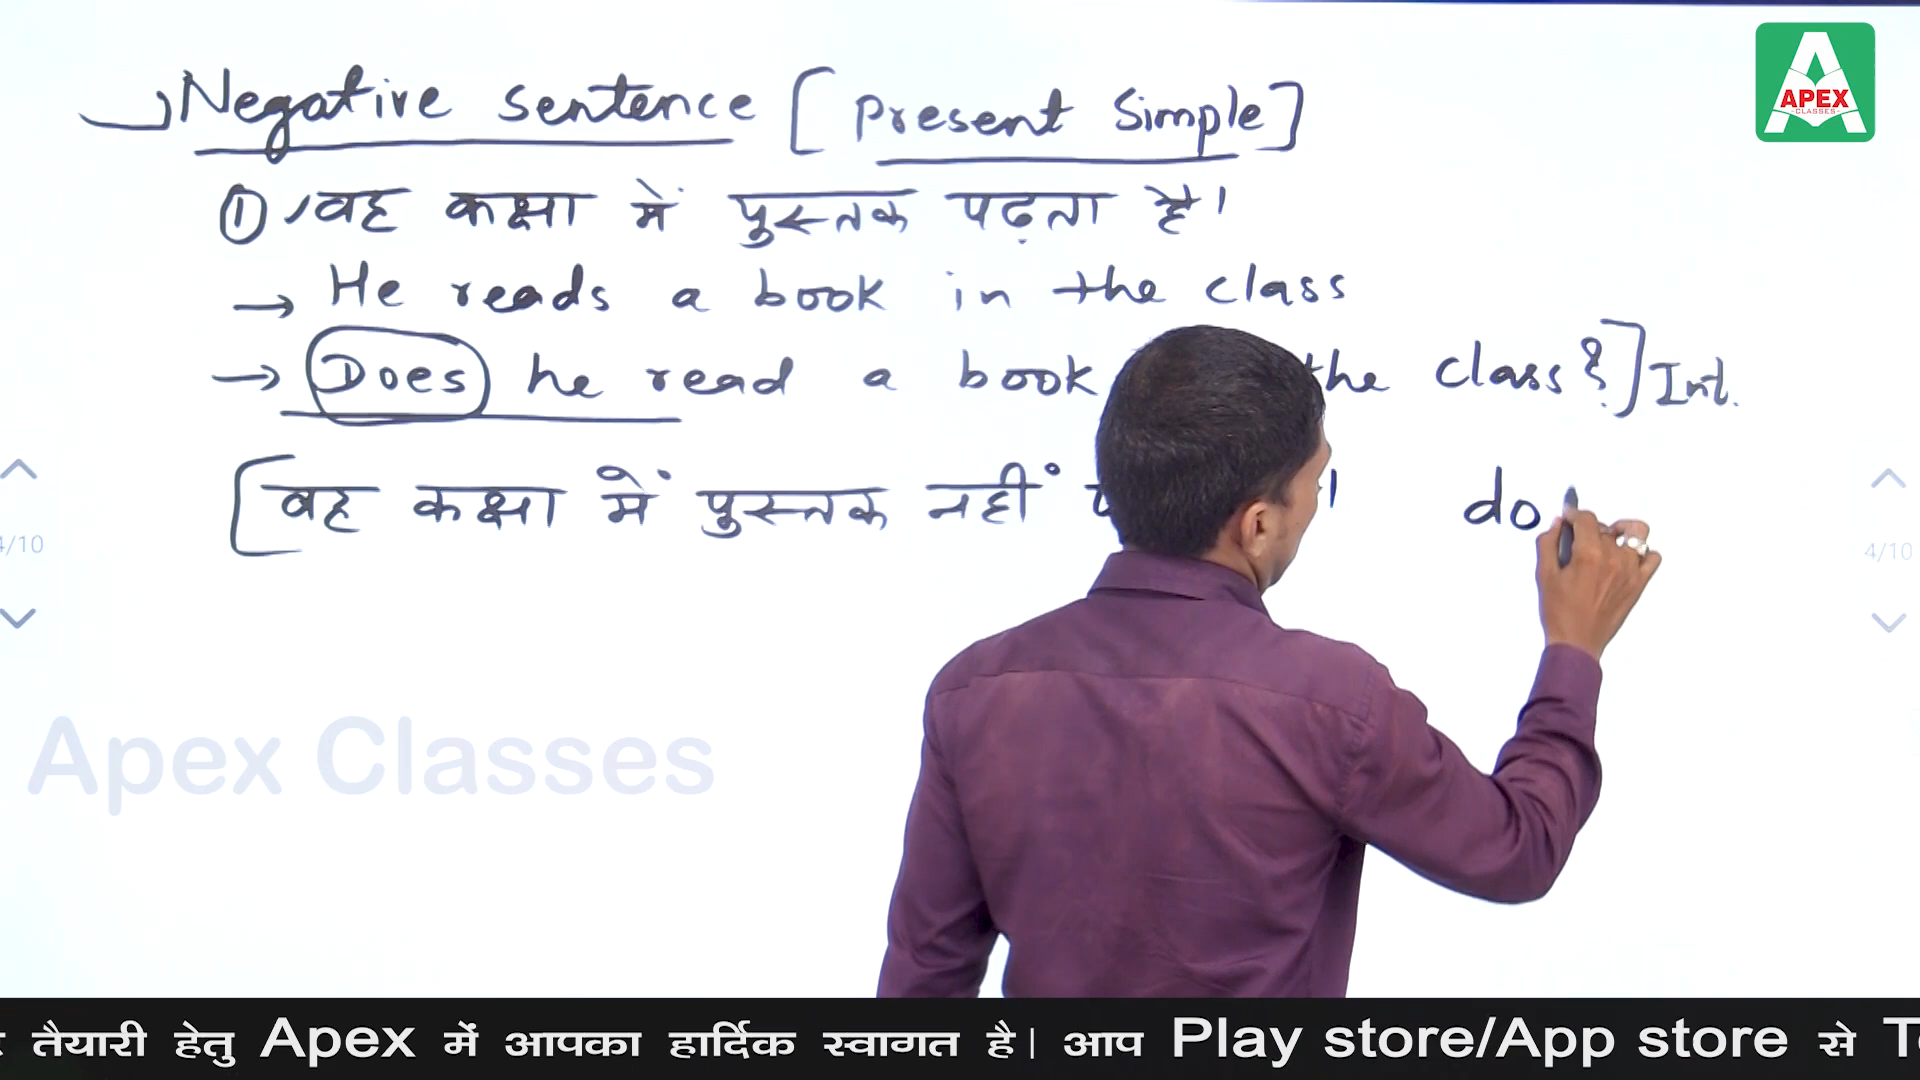 Negative sentence [Present Simple]
① वह कक्षा में पुस्तक पढ़ता है।
→ He reads a book in the class
→ Does he read a book the class?] Int.
[वह कक्षा में पुस्तक नहीं
do
4/10
4/10
Apex Classes
APEX
CLASSES
तैयारी हेतु Apex में आपका हार्दिक स्वागत है| आप Play store/App store से